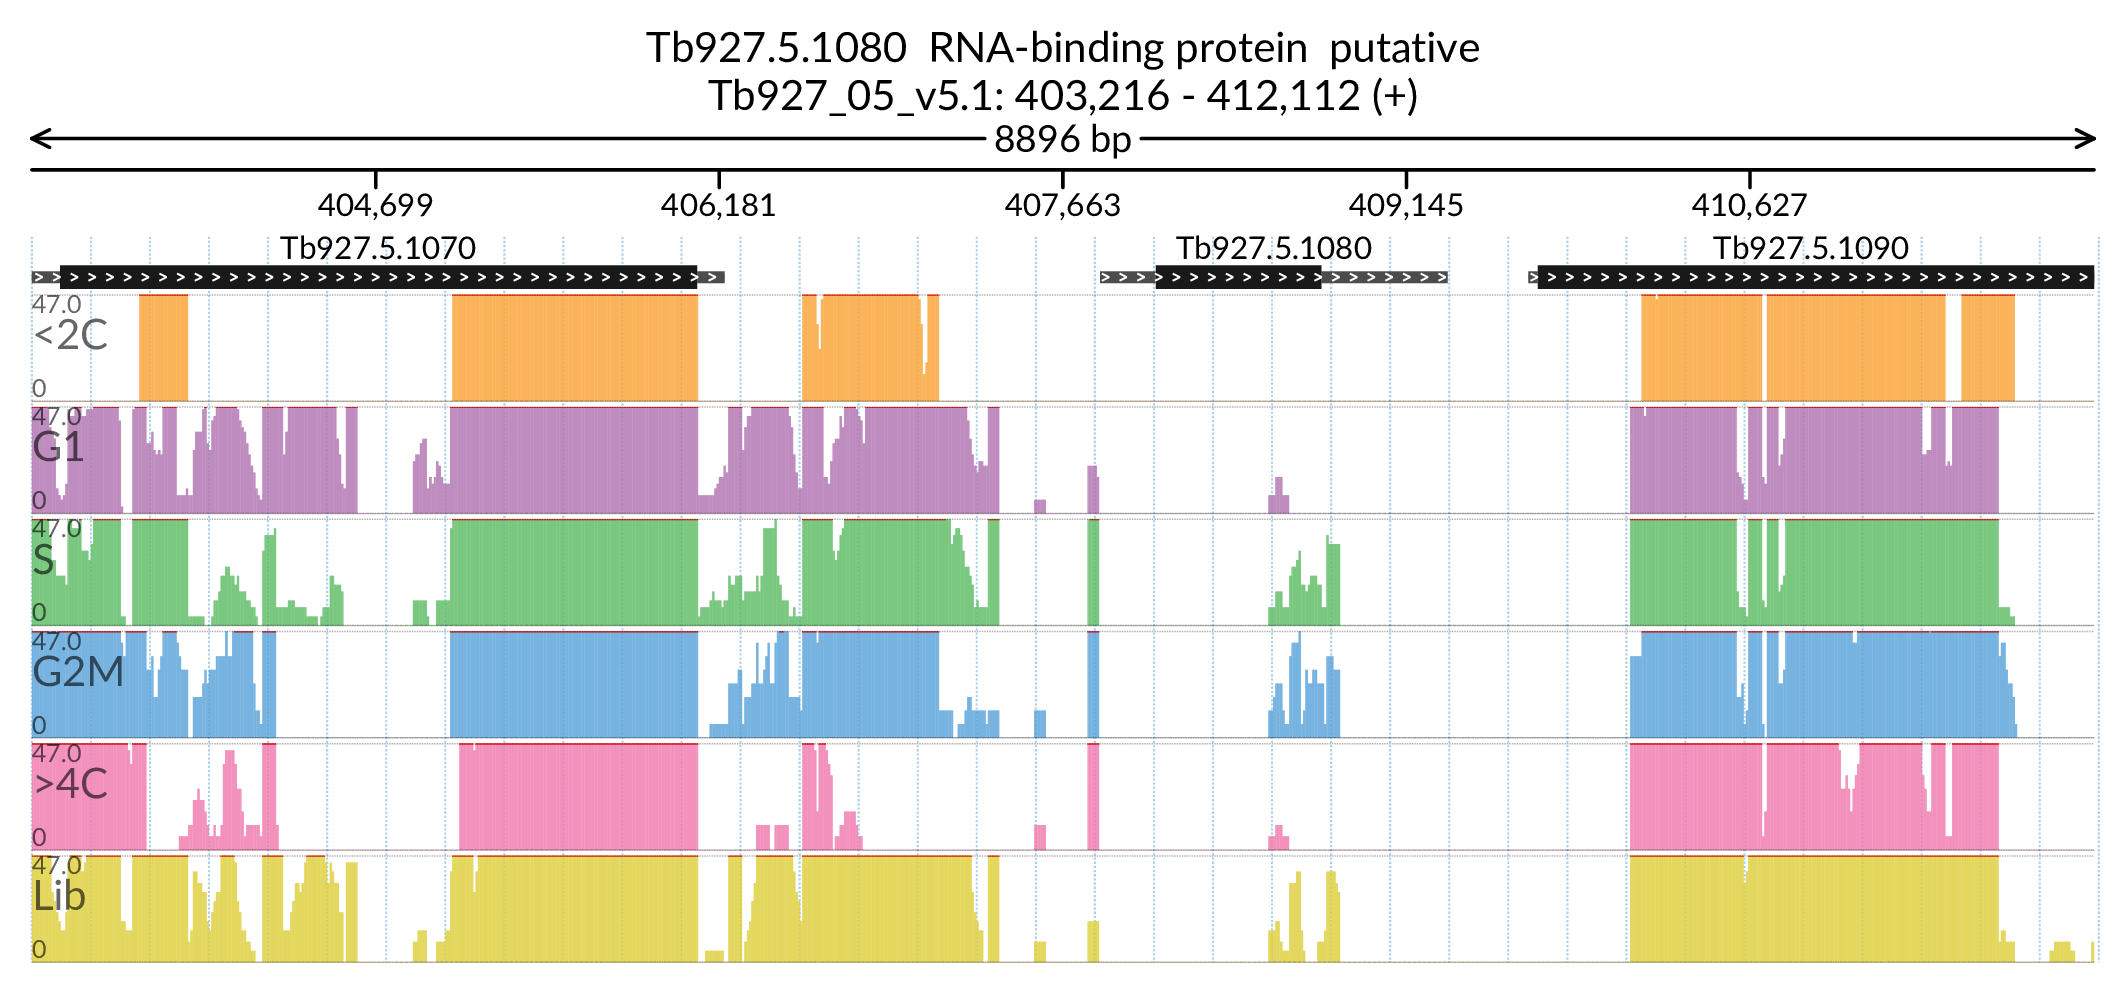 Tb927.5.1080  RNA-binding protein  putative
Tb927_05_v5.1: 403,216 - 412,112 (+)
8896 bp
404,699 406,181 407,663 409,145 410,627
Tb927.5.1070 Tb927.5.1080 Tb927.5.1090
47.0
<2C
0
47.0
G1
0
47.0
S
0
47.0
G2M
0
47.0
>4C
0
47.0
Lib
0